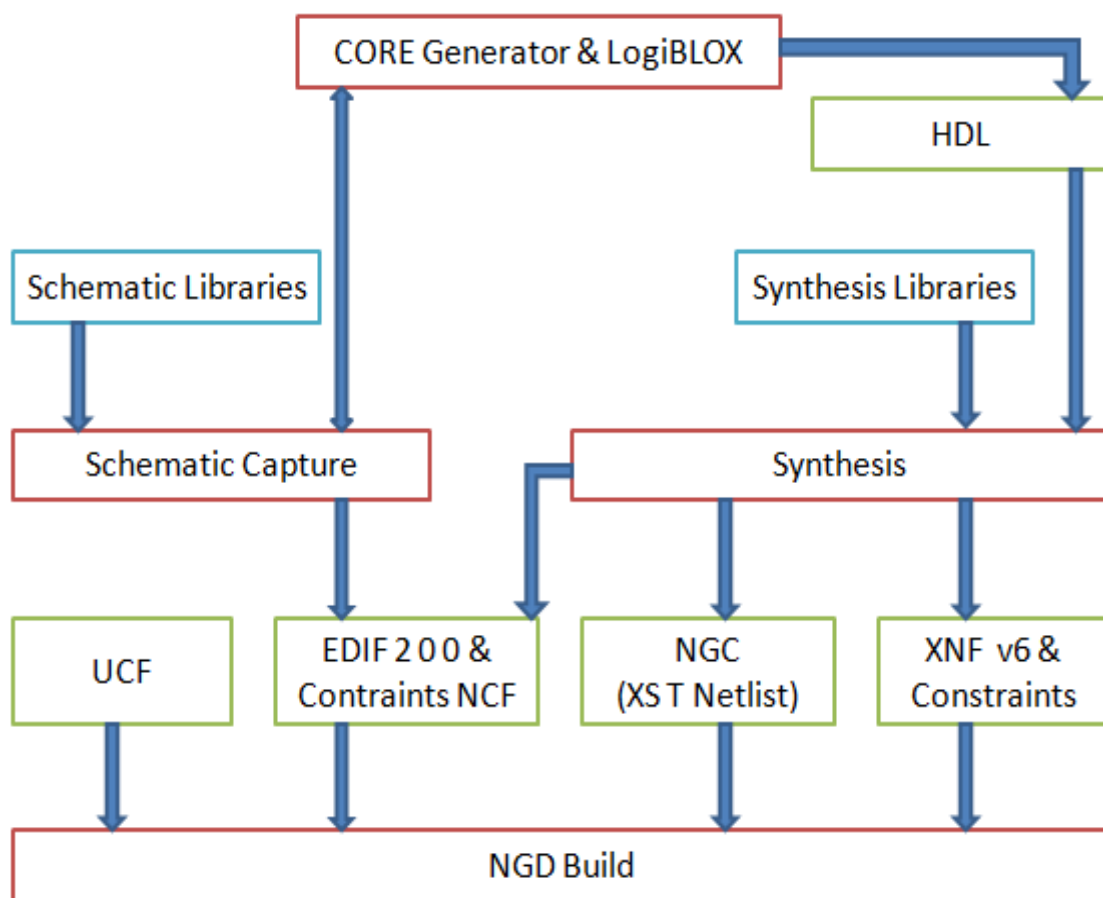 CORE Generator & LogiBLOX
HDL
Schematic Libraries
Synthesis Libraries
Schematic Capture
Synthesis
UCF
EDIF 2 0 0 &
Contraints NCF
NGC
(XS T Netlist)
XNF v6 &
Constraints
NGD Build